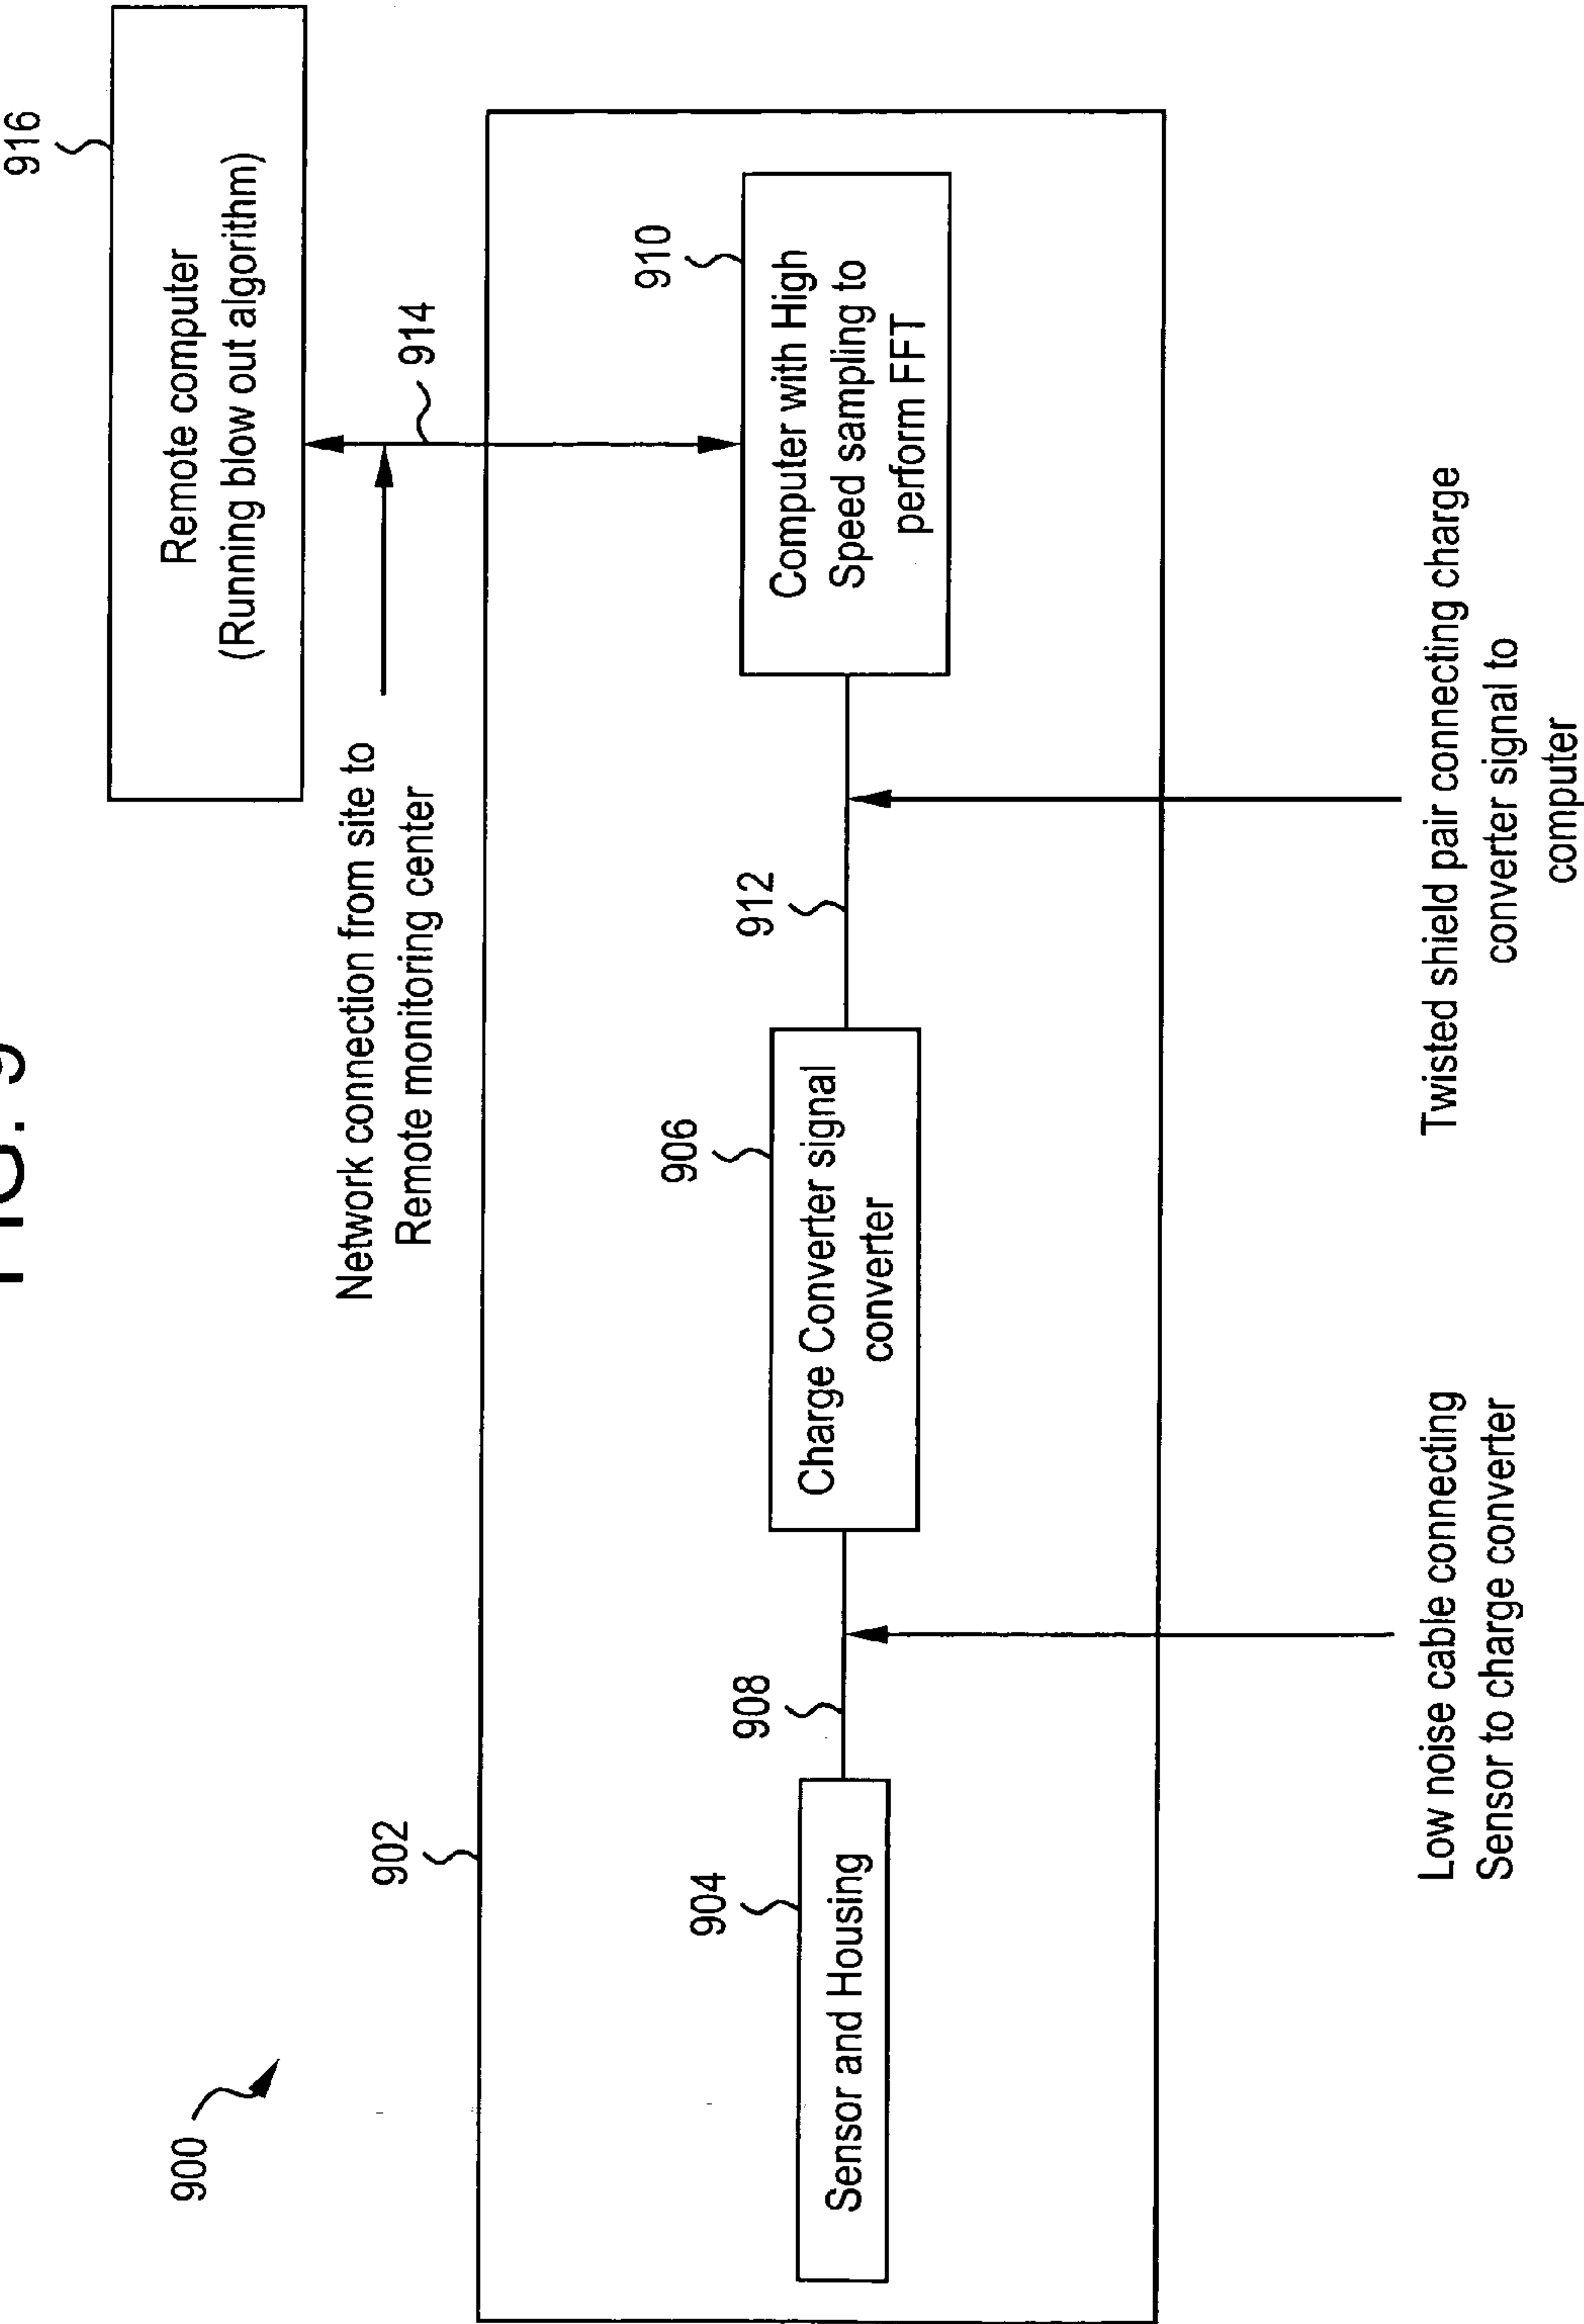 FIG. 9
900
916
Remote computer
(Running blow out algorithm)
914
Network connection from site to
Remote monitoring center
902
904
Sensor and Housing
908
906
Charge Converter signal
converter
912
910
Computer with High
Speed sampling to
perform FFT
Low noise cable connecting
Sensor to charge converter
Twisted shield pair connecting charge
converter signal to
computer